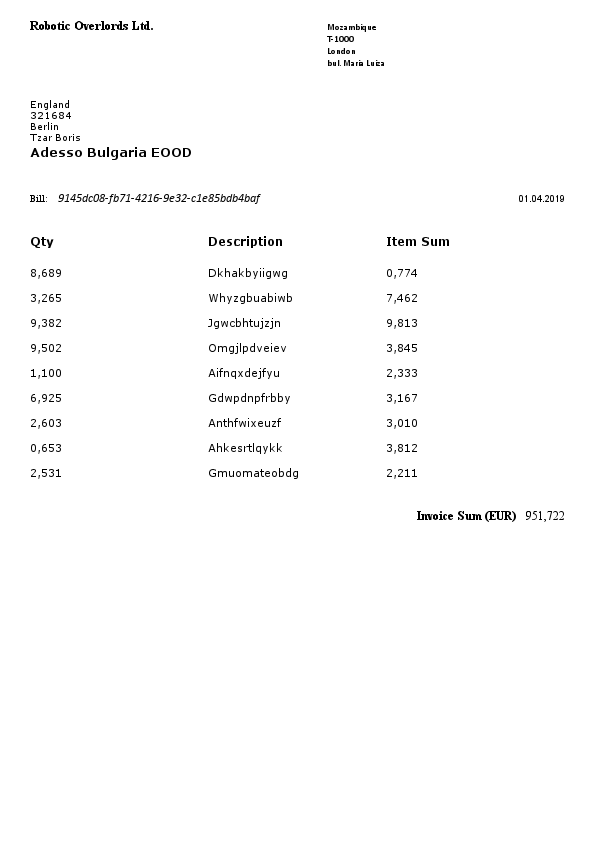 Robotic Overlords Ltd.
Mozambique
T-1000
London
bul. Maria Luiza
England
321684
Berlin
Tzar Boris
Adesso Bulgaria EOOD
Bill: 9145dc08-fb71-4216-9e32-c1e85bdb4baf 01.04.2019
Qty Description Item Sum
8,689 Dkhakbyiigwg 0,774
3,265 Whyzgbuabiwb 7,462
9,382 Jgwcbhtujzjn 9,813
9,502 Omgjlpdveiev 3,845
1,100 Aifnqxdejfyu 2,333
6,925 Gdwpdnpfrbby 3,167
2,603 Anthfwixeuzf 3,010
0,653 Ahkesrtlqykk 3,812
2,531 Gmuomateobdg 2,211
Invoice Sum (EUR) 951,722